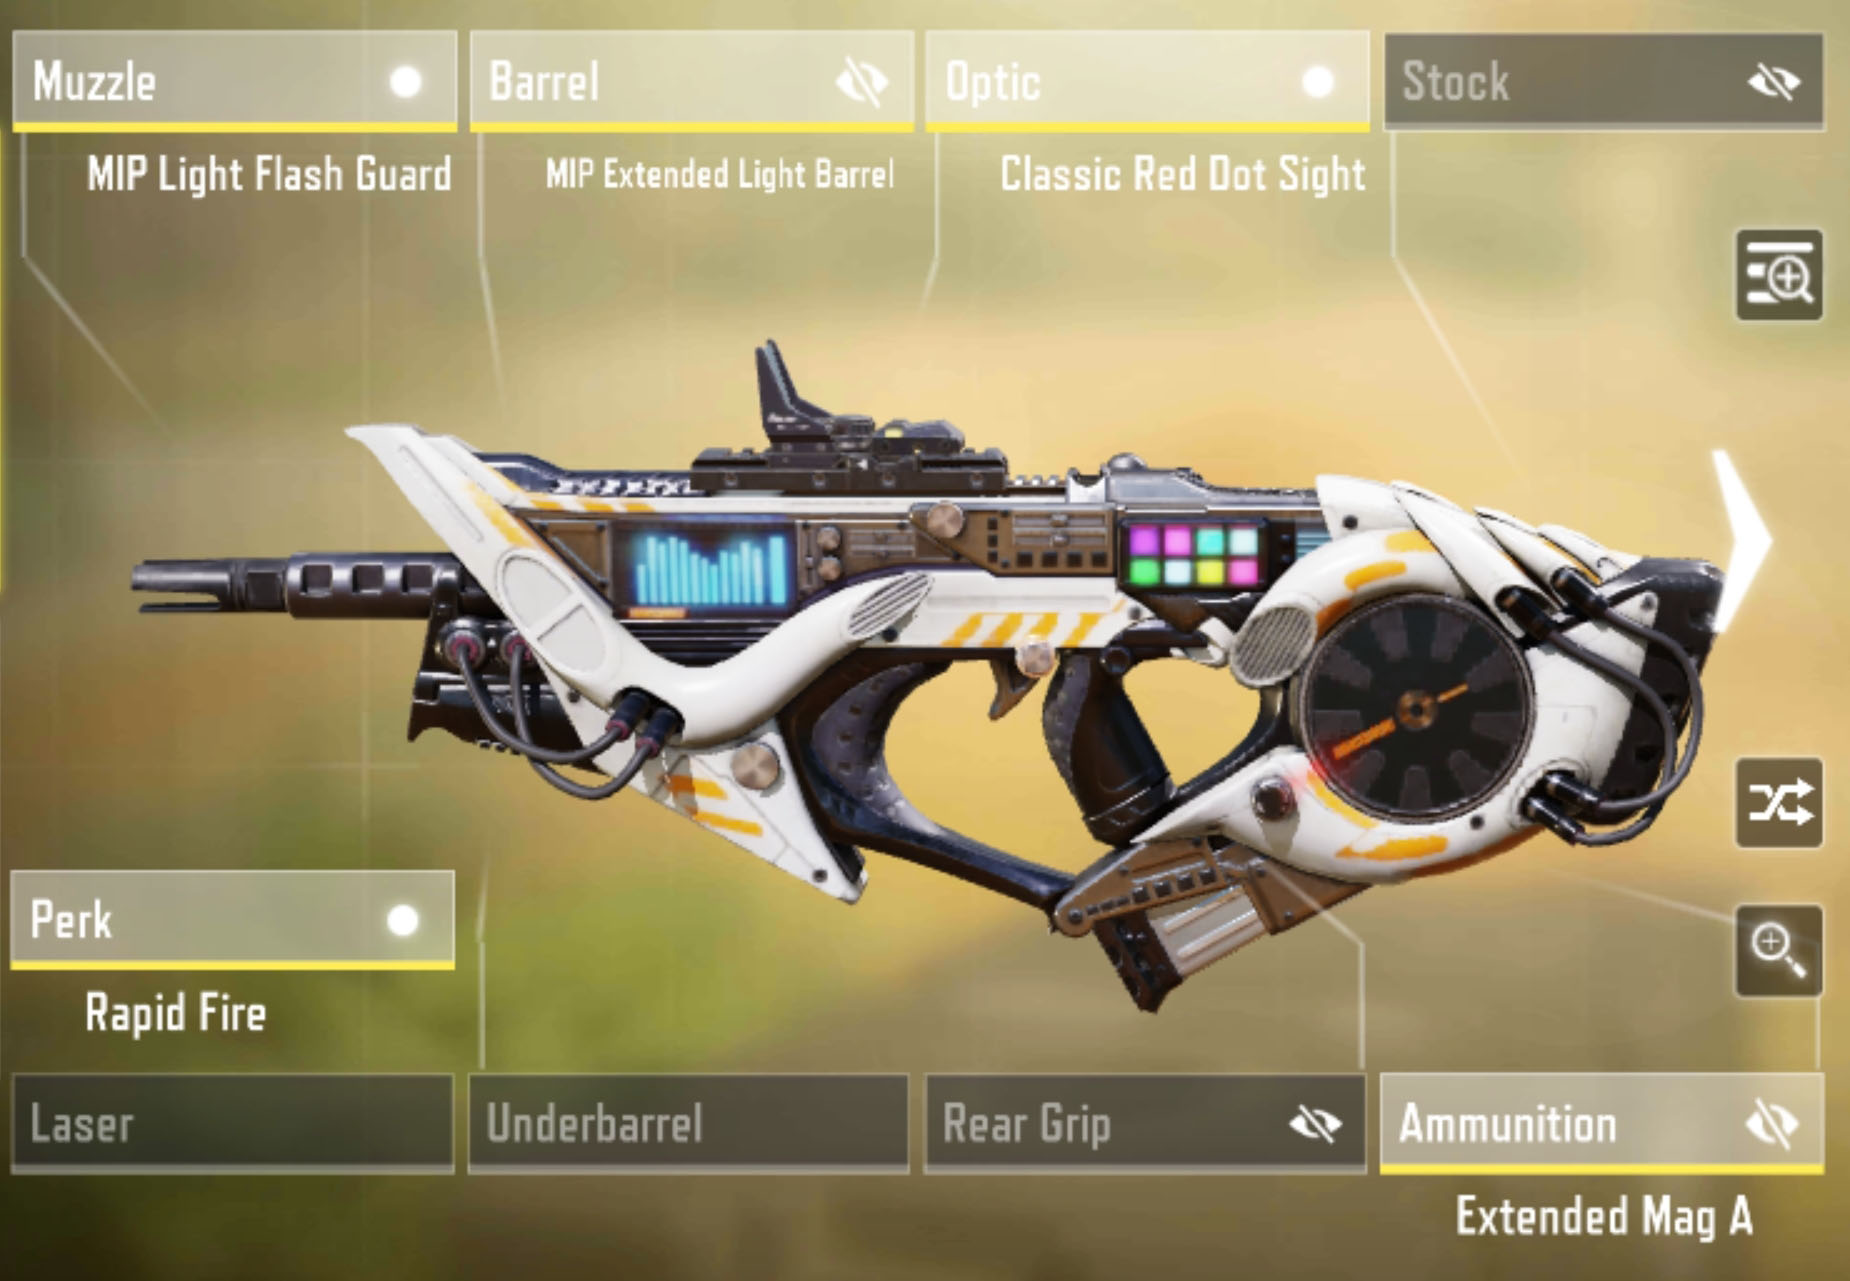 Muzzle
Barrel
Optic
Stock
MIP Light Flash Guard
MIP Extended Light Barrel
Classic Red Dot Sight
Perk
Rapid Fire
Laser
Underbarrel
Rear Grip
Ammunition
Extended Mag A